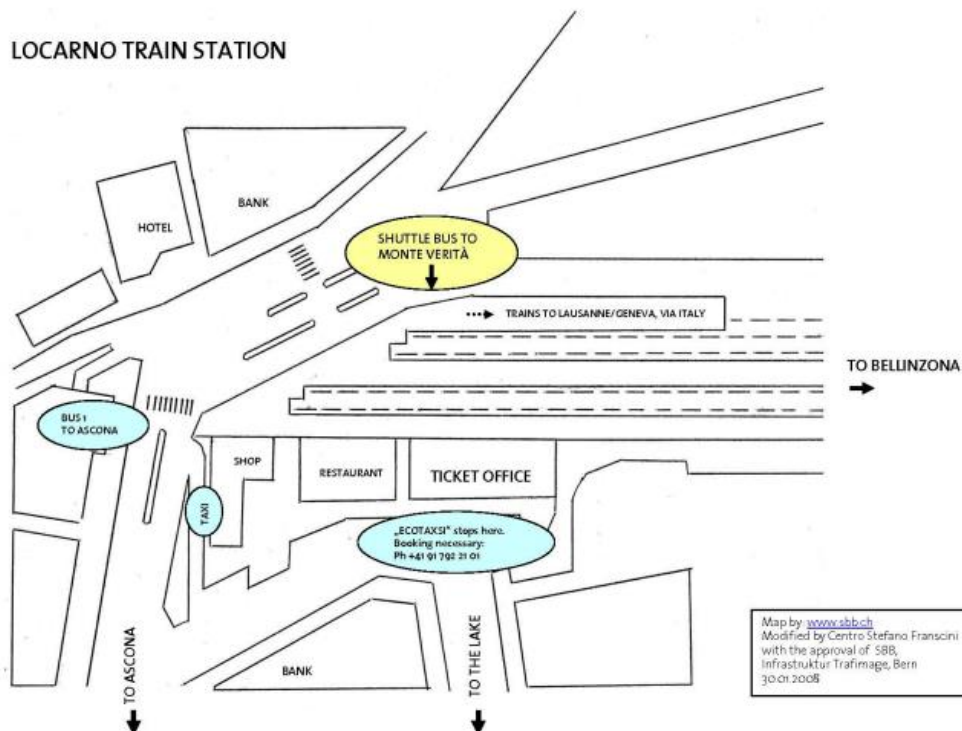 LOCARNO TRAIN STATION
BANK
HOTEL
SHUTTLE BUS TO
MONTE VERITÀ
TRAINS TO LAUSANNE/GENEVA, VIA ITALY
TO BELLINZONA
BUS 1
TO ASCONA
SHOP
RESTAURANT
TICKET OFFICE
TAXI
„ECOTAXSI“ stops here.
Booking necessary:
Ph +41 91 792 21 01
TO ASCONA
BANK
TO THE LAKE
Map by www.sbb.ch
Modified by Centro Stefano Franscini
with the approval of SBB,
Infrastruktur Trafimage, Bern
30.01.2008